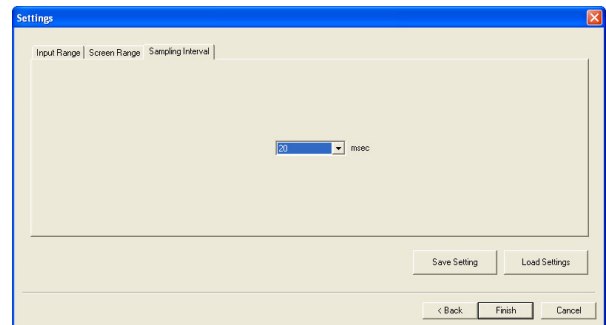 Settings
Input Range Screen Range Sampling Interval
20 msec
Save Setting Load Settings
< Back Finish Cancel